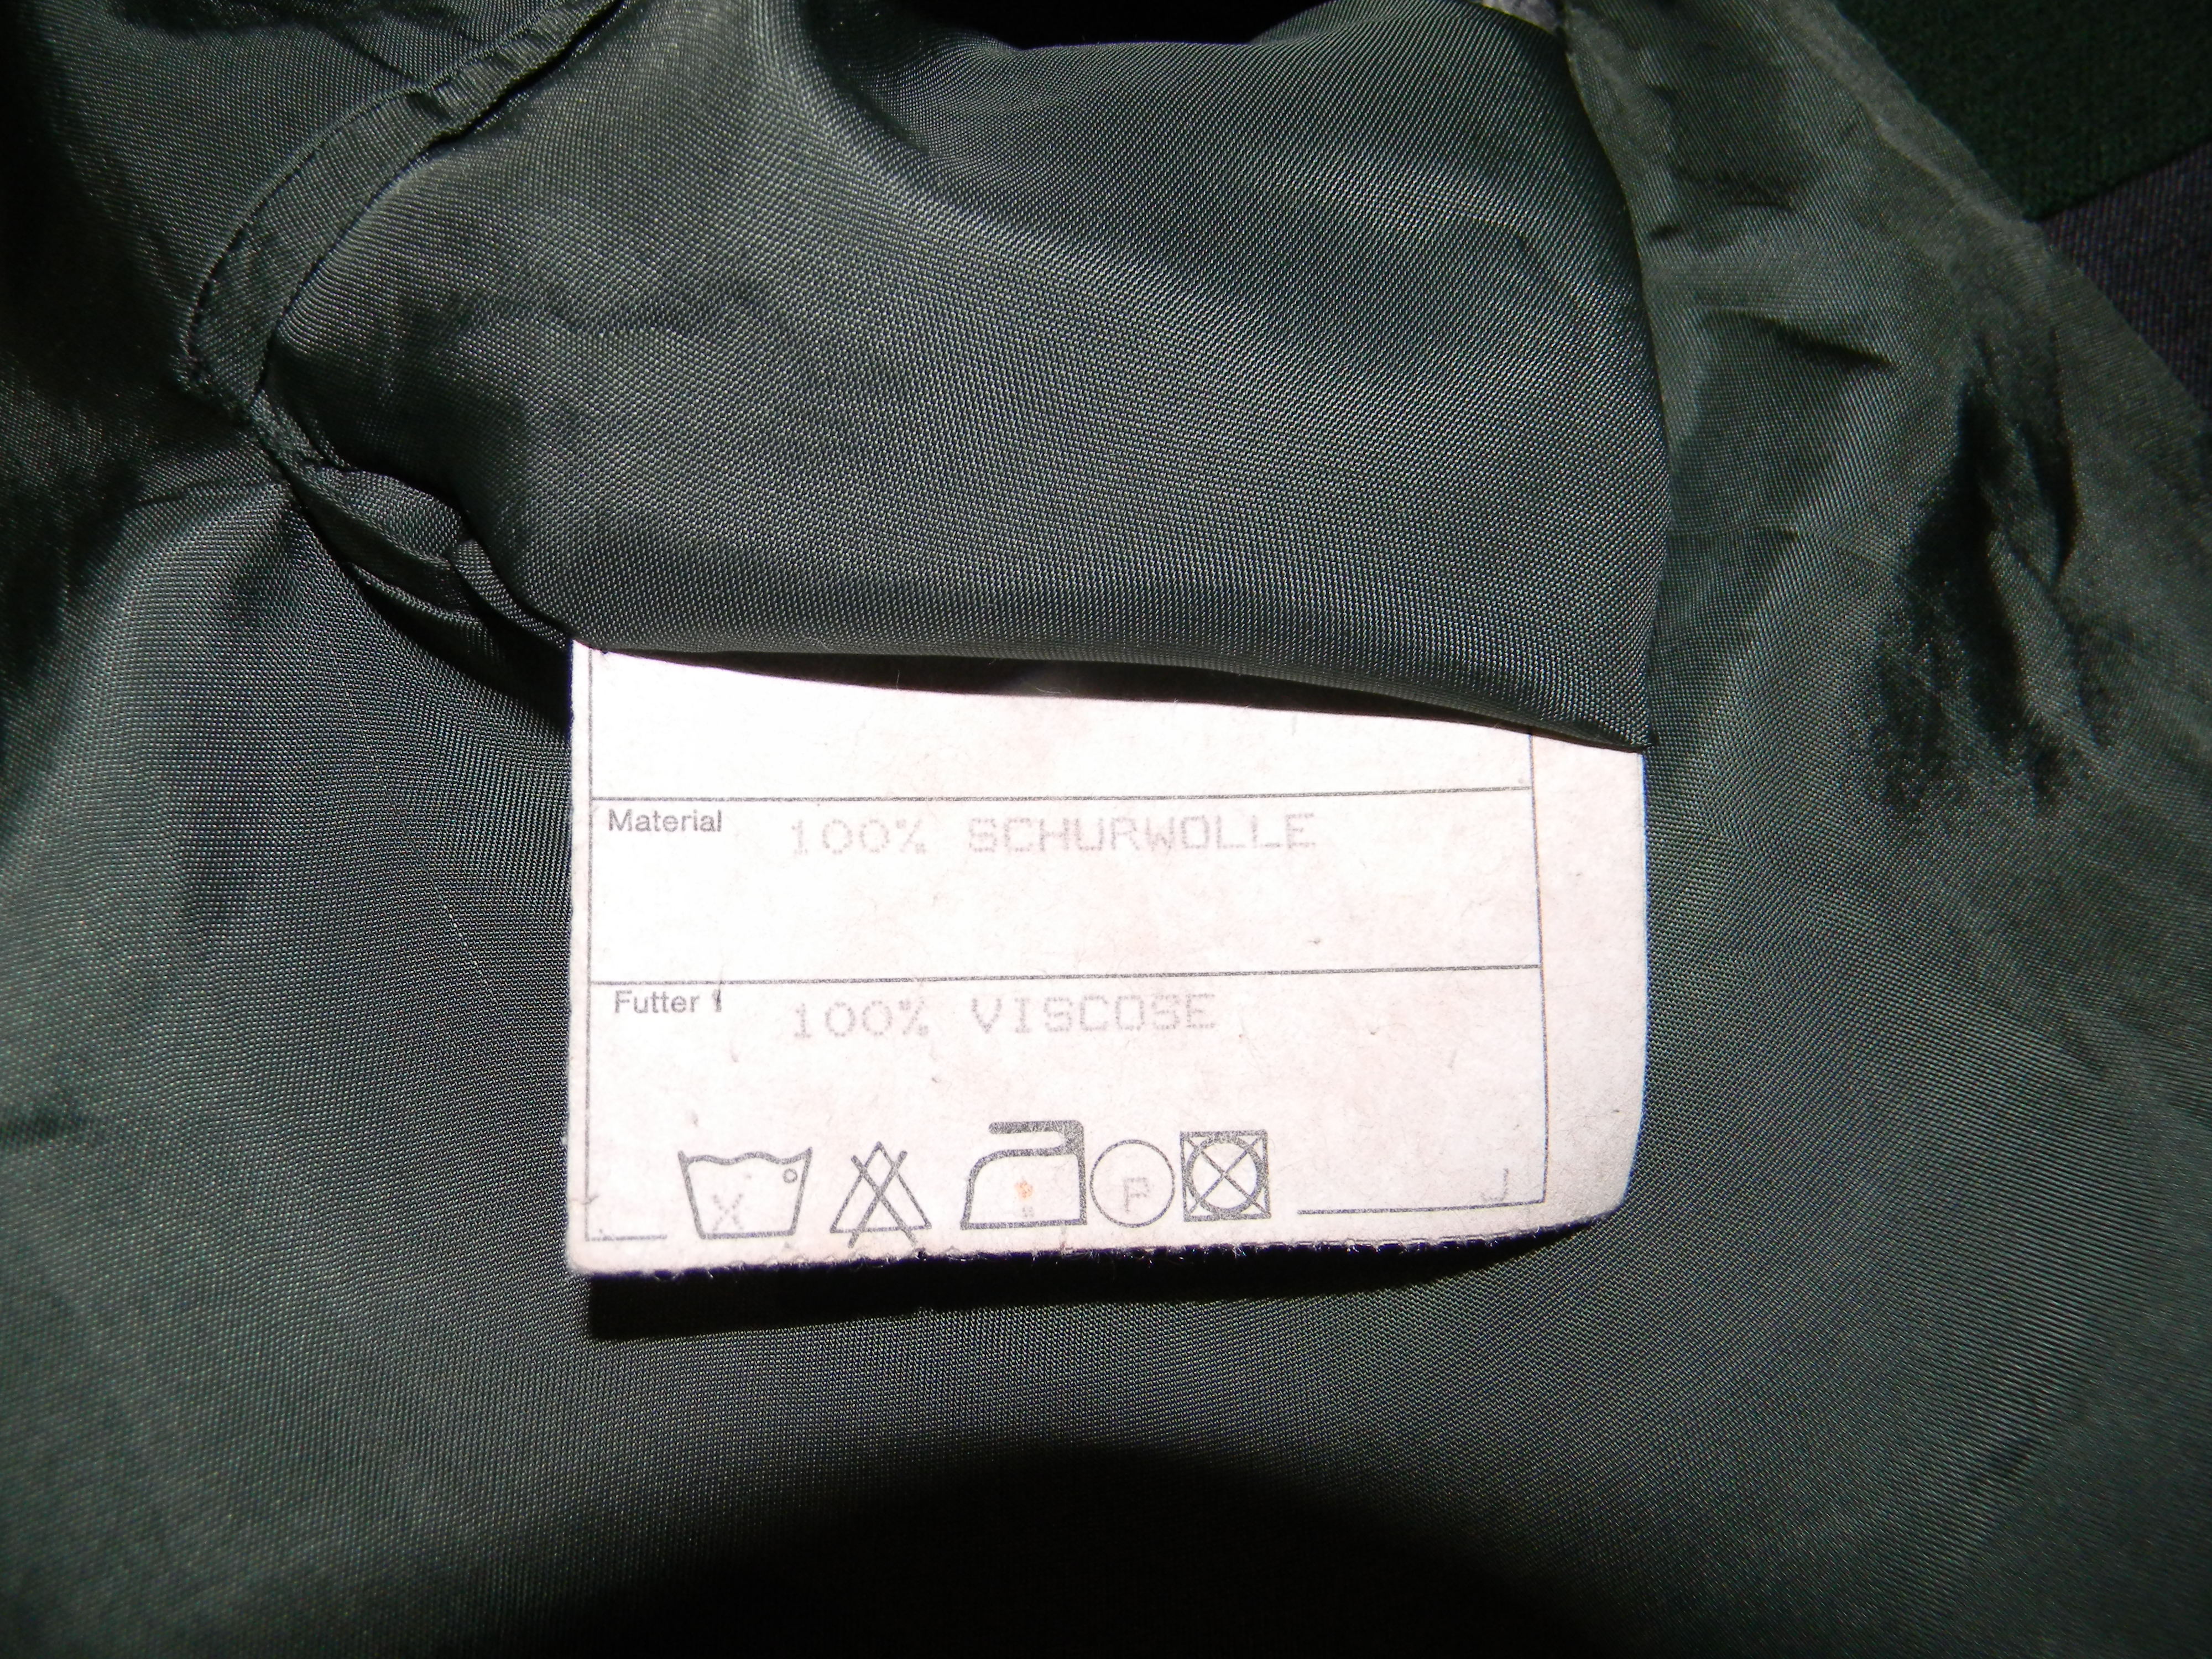 Material 100% SCHURWOLLE
Futter 1 100% VISCOSE
X P J